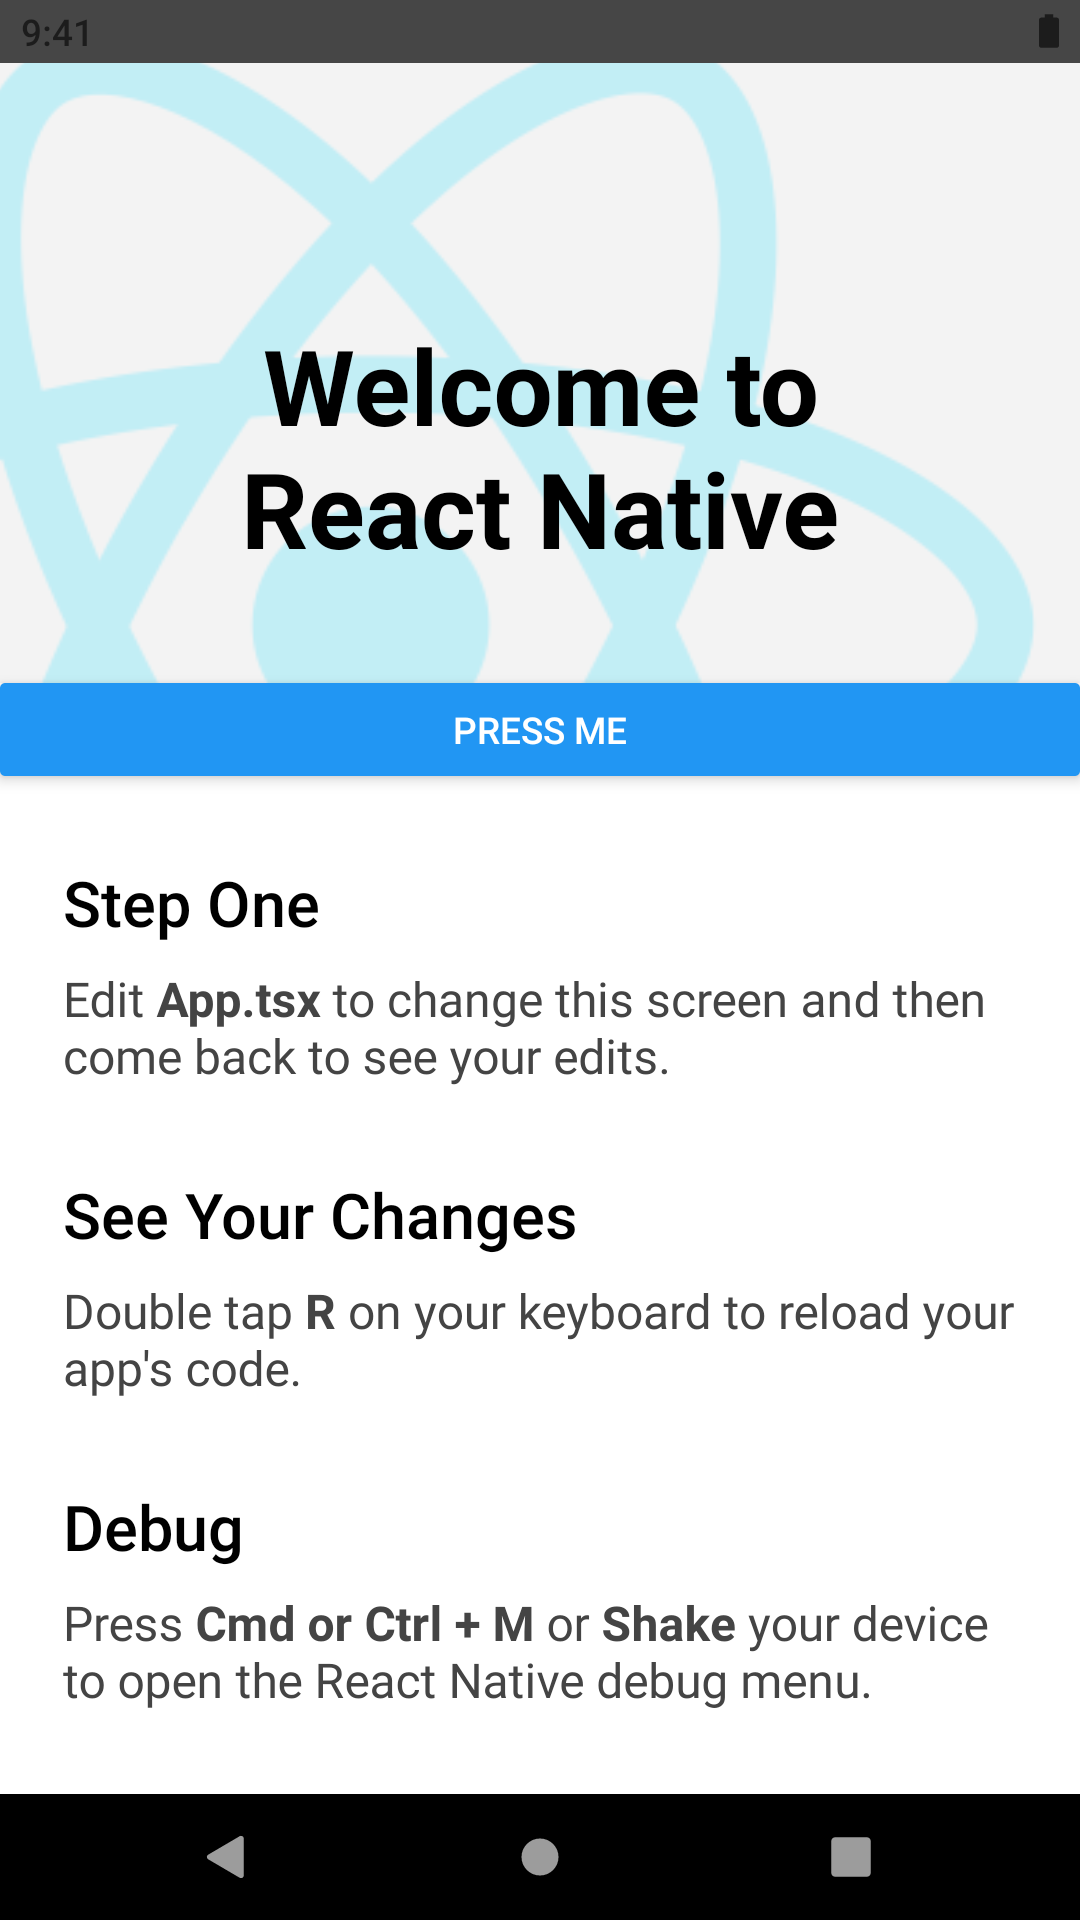 9:41
Welcome to
React Native
PRESS ME
Step One
Edit App.tsx to change this screen and then
come back to see your edits.
See Your Changes
Double tap R on your keyboard to reload your
app's code.
Debug
Press Cmd or Ctrl + M or Shake your device
to open the React Native debug menu.